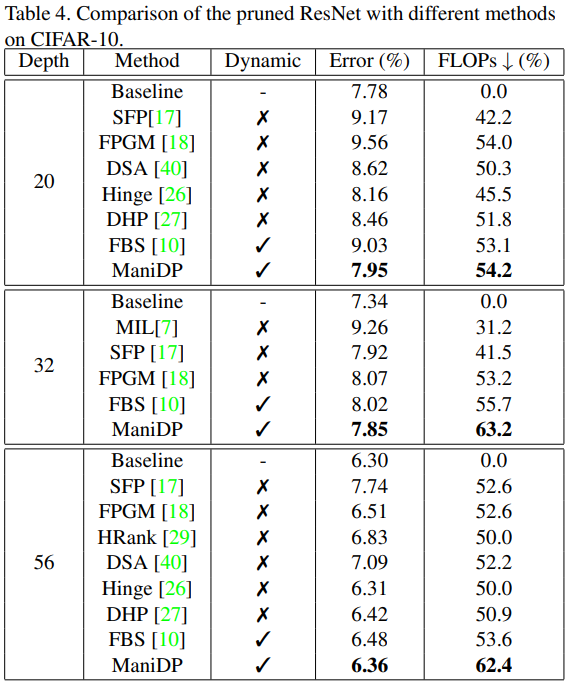 Table 4. Comparison of the pruned ResNet with different methods
on CIFAR-10.
Depth Method Dynamic Error (%) FLOPs ↓ (%)
Baseline - 7.78 0.0
SFP[17] ✗ 9.17 42.2
FPGM [18] ✗ 9.56 54.0
DSA [40] ✗ 8.62 50.3
20 Hinge [26] ✗ 8.16 45.5
DHP [27] ✗ 8.46 51.8
FBS [10] ✓ 9.03 53.1
ManiDP ✓ 7.95 54.2
Baseline - 7.34 0.0
MIL[7] ✗ 9.26 31.2
SFP [17] ✗ 7.92 41.5
32 FPGM [18] ✗ 8.07 53.2
FBS [10] ✓ 8.02 55.7
ManiDP ✓ 7.85 63.2
Baseline - 6.30 0.0
SFP [17] ✗ 7.74 52.6
FPGM [18] ✗ 6.51 52.6
HRank [29] ✗ 6.83 50.0
56 DSA [40] ✗ 7.09 52.2
Hinge [26] ✗ 6.31 50.0
DHP [27] ✗ 6.42 50.9
FBS [10] ✓ 6.48 53.6
ManiDP ✓ 6.36 62.4